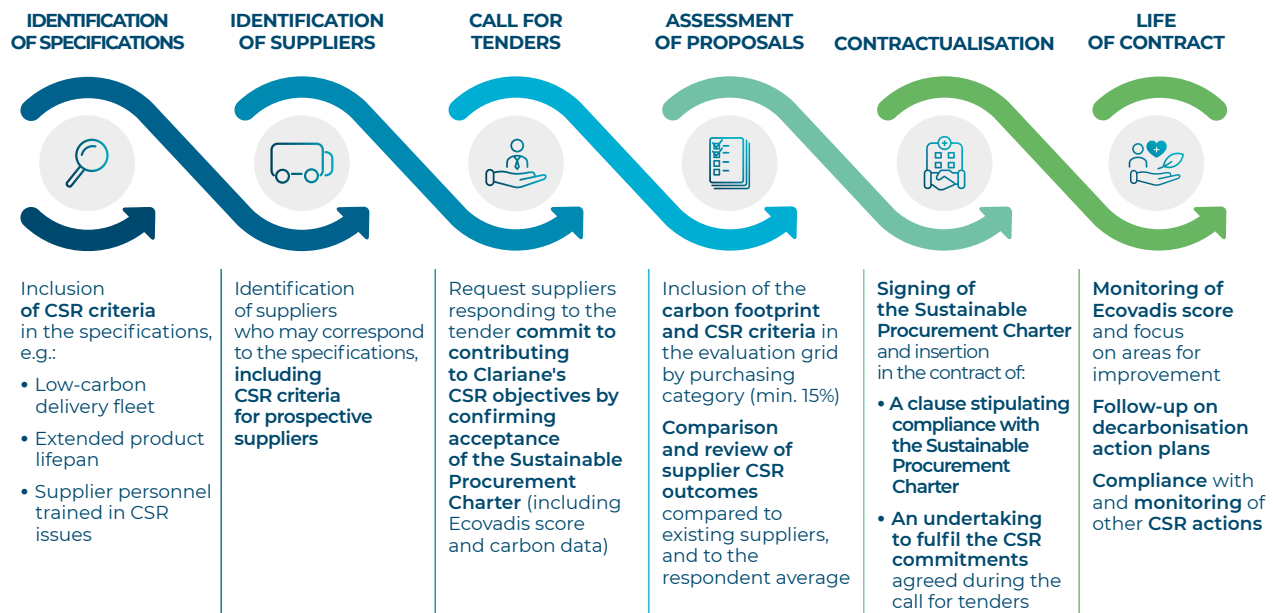 IDENTIFICATION
OF SPECIFICATIONS
IDENTIFICATION
OF SUPPLIERS
CALL FOR
TENDERS
ASSESSMENT
OF PROPOSALS
CONTRACTUALISATION
LIFE
OF CONTRACT
Inclusion
of CSR criteria
in the specifications,
e.g.:
• Low-carbon
delivery fleet
• Extended product
lifepan
• Supplier personnel
trained in CSR
issues
Identification
of suppliers
who may correspond
to the specifications,
including
CSR criteria
for prospective
suppliers
Request suppliers
responding to the
tender commit to
contributing
to Clariane's
CSR objectives by
confirming
acceptance
of the Sustainable
Procurement
Charter (including
Ecovadis score
and carbon data)
Inclusion of the
carbon footprint
and CSR criteria in
the evaluation grid
by purchasing
category (min. 15%)
Comparison
and review of
supplier CSR
outcomes
compared to
existing suppliers,
and to the
respondent average
Signing of
the Sustainable
Procurement Charter
and insertion
in the contract of:
• A clause stipulating
compliance with
the Sustainable
Procurement
Charter
• An undertaking
to fulfil the CSR
commitments
agreed during the
call for tenders
Monitoring of
Ecovadis score
and focus
on areas for
improvement
Follow-up on
decarbonisation
action plans
Compliance with
and monitoring of
other CSR actions